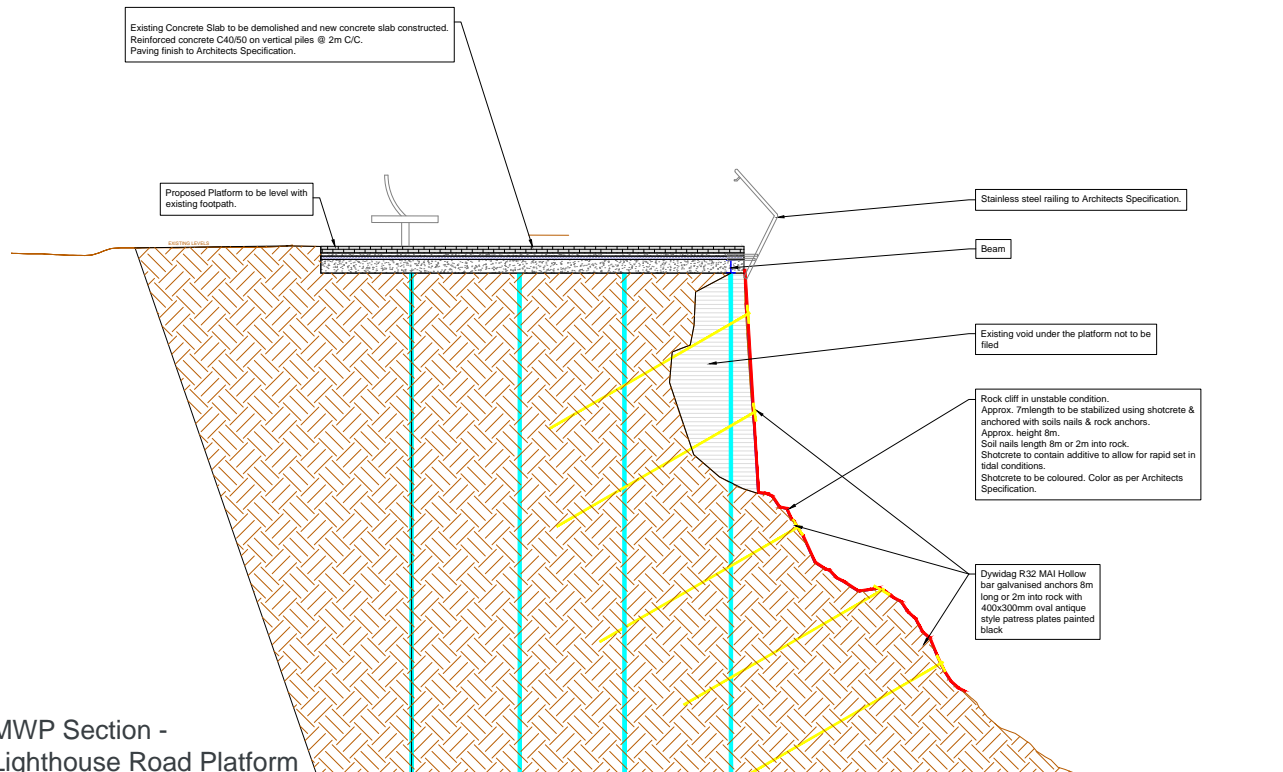 Existing Concrete Slab to be demolished and new concrete slab constructed.
Reinforced concrete C40/50 on vertical piles @ 2m C/C.
Paving finish to Architects Specification.
Proposed Platform to be level with
existing footpath.
Stainless steel railing to Architects Specification.
EXISTING LEVELS
Beam
Existing void under the platform not to be
filed
Rock cliff in unstable condition.
Approx. 7mlength to be stabilized using shotcrete &
anchored with soils nails & rock anchors.
Approx. height 8m.
Soil nails length 8m or 2m into rock.
Shotcrete to contain additive to allow for rapid set in
tidal conditions.
Shotcrete to be coloured. Color as per Architects
Specification.
Dywidag R32 MAI Hollow
bar galvanised anchors 8m
long or 2m into rock with
400x300mm oval antique
style patress plates painted
black
MWP Section -
Lighthouse Road Platform